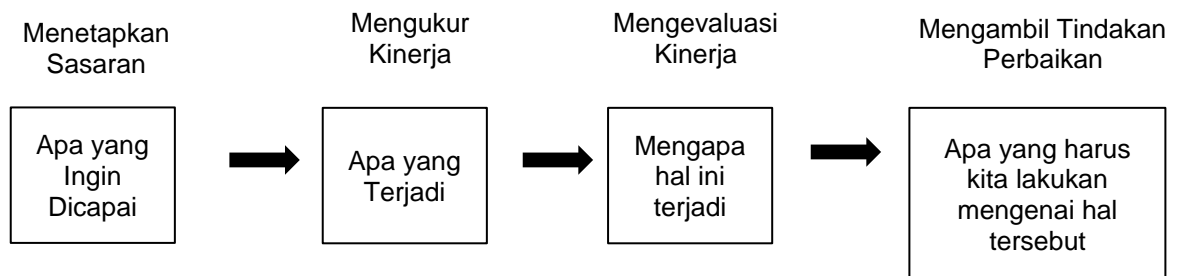 Menetapkan
Sasaran
Mengukur
Kinerja
Mengevaluasi
Kinerja
Mengambil Tindakan
Perbaikan
Apa yang
Ingin
Dicapai
Apa yang
Terjadi
Mengapa
hal ini
terjadi
Apa yang harus
kita lakukan
mengenai hal
tersebut